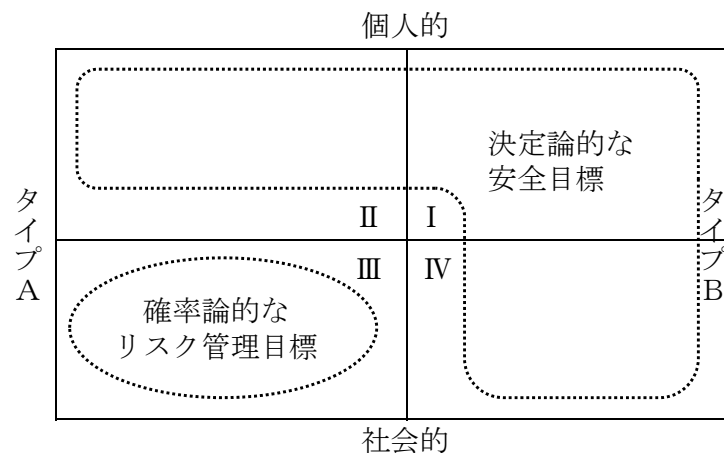 個人的
決定論的な
安全目標
タイプA
Ⅱ
Ⅰ
タイプB
Ⅲ
Ⅳ
確率論的な
リスク管理目標
社会的